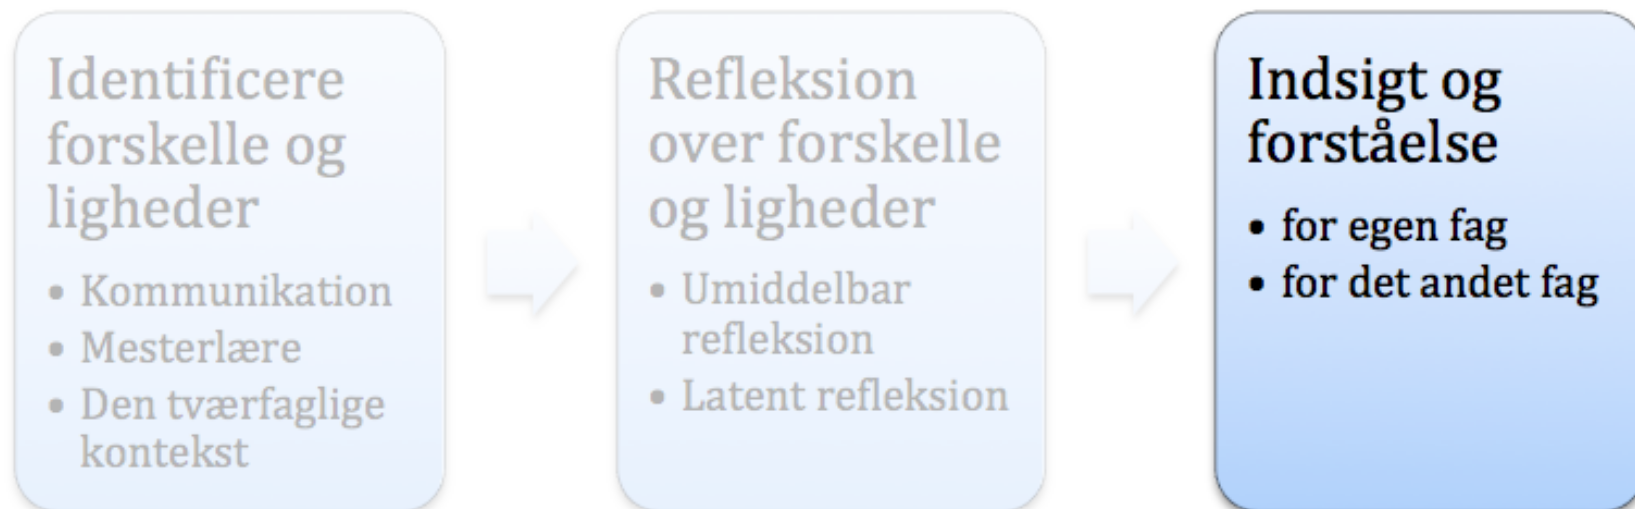 Identificere
forskelle og
ligheder
• Kommunikation
• Mesterlære
• Den tværfaglige
kontekst
Refleksion
over forskelle
og ligheder
• Umiddelbar
refleksion
• Latent refleksion
Indsigt og
forståelse
• for egen fag
• for det andet fag